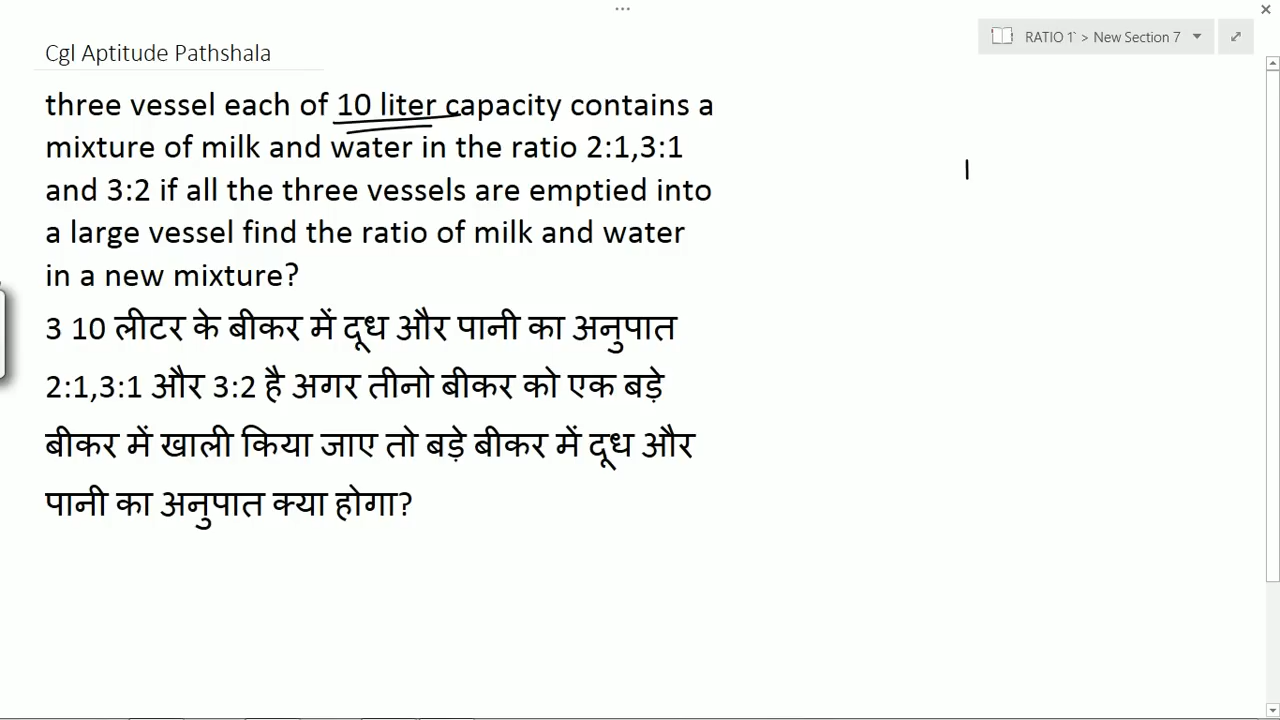 RATIO 1` > New Section 7
Cgl Aptitude Pathshala
three vessel each of 10 liter capacity contains a
mixture of milk and water in the ratio 2:1,3:1
and 3:2 if all the three vessels are emptied into
a large vessel find the ratio of milk and water
in a new mixture?
3 10 लीटर के बीकर में दूध और पानी का अनुपात
2:1,3:1 और 3:2 है अगर तीनो बीकर को एक बड़े
बीकर में खाली किया जाए तो बड़े बीकर में दूध और
पानी का अनुपात क्या होगा?